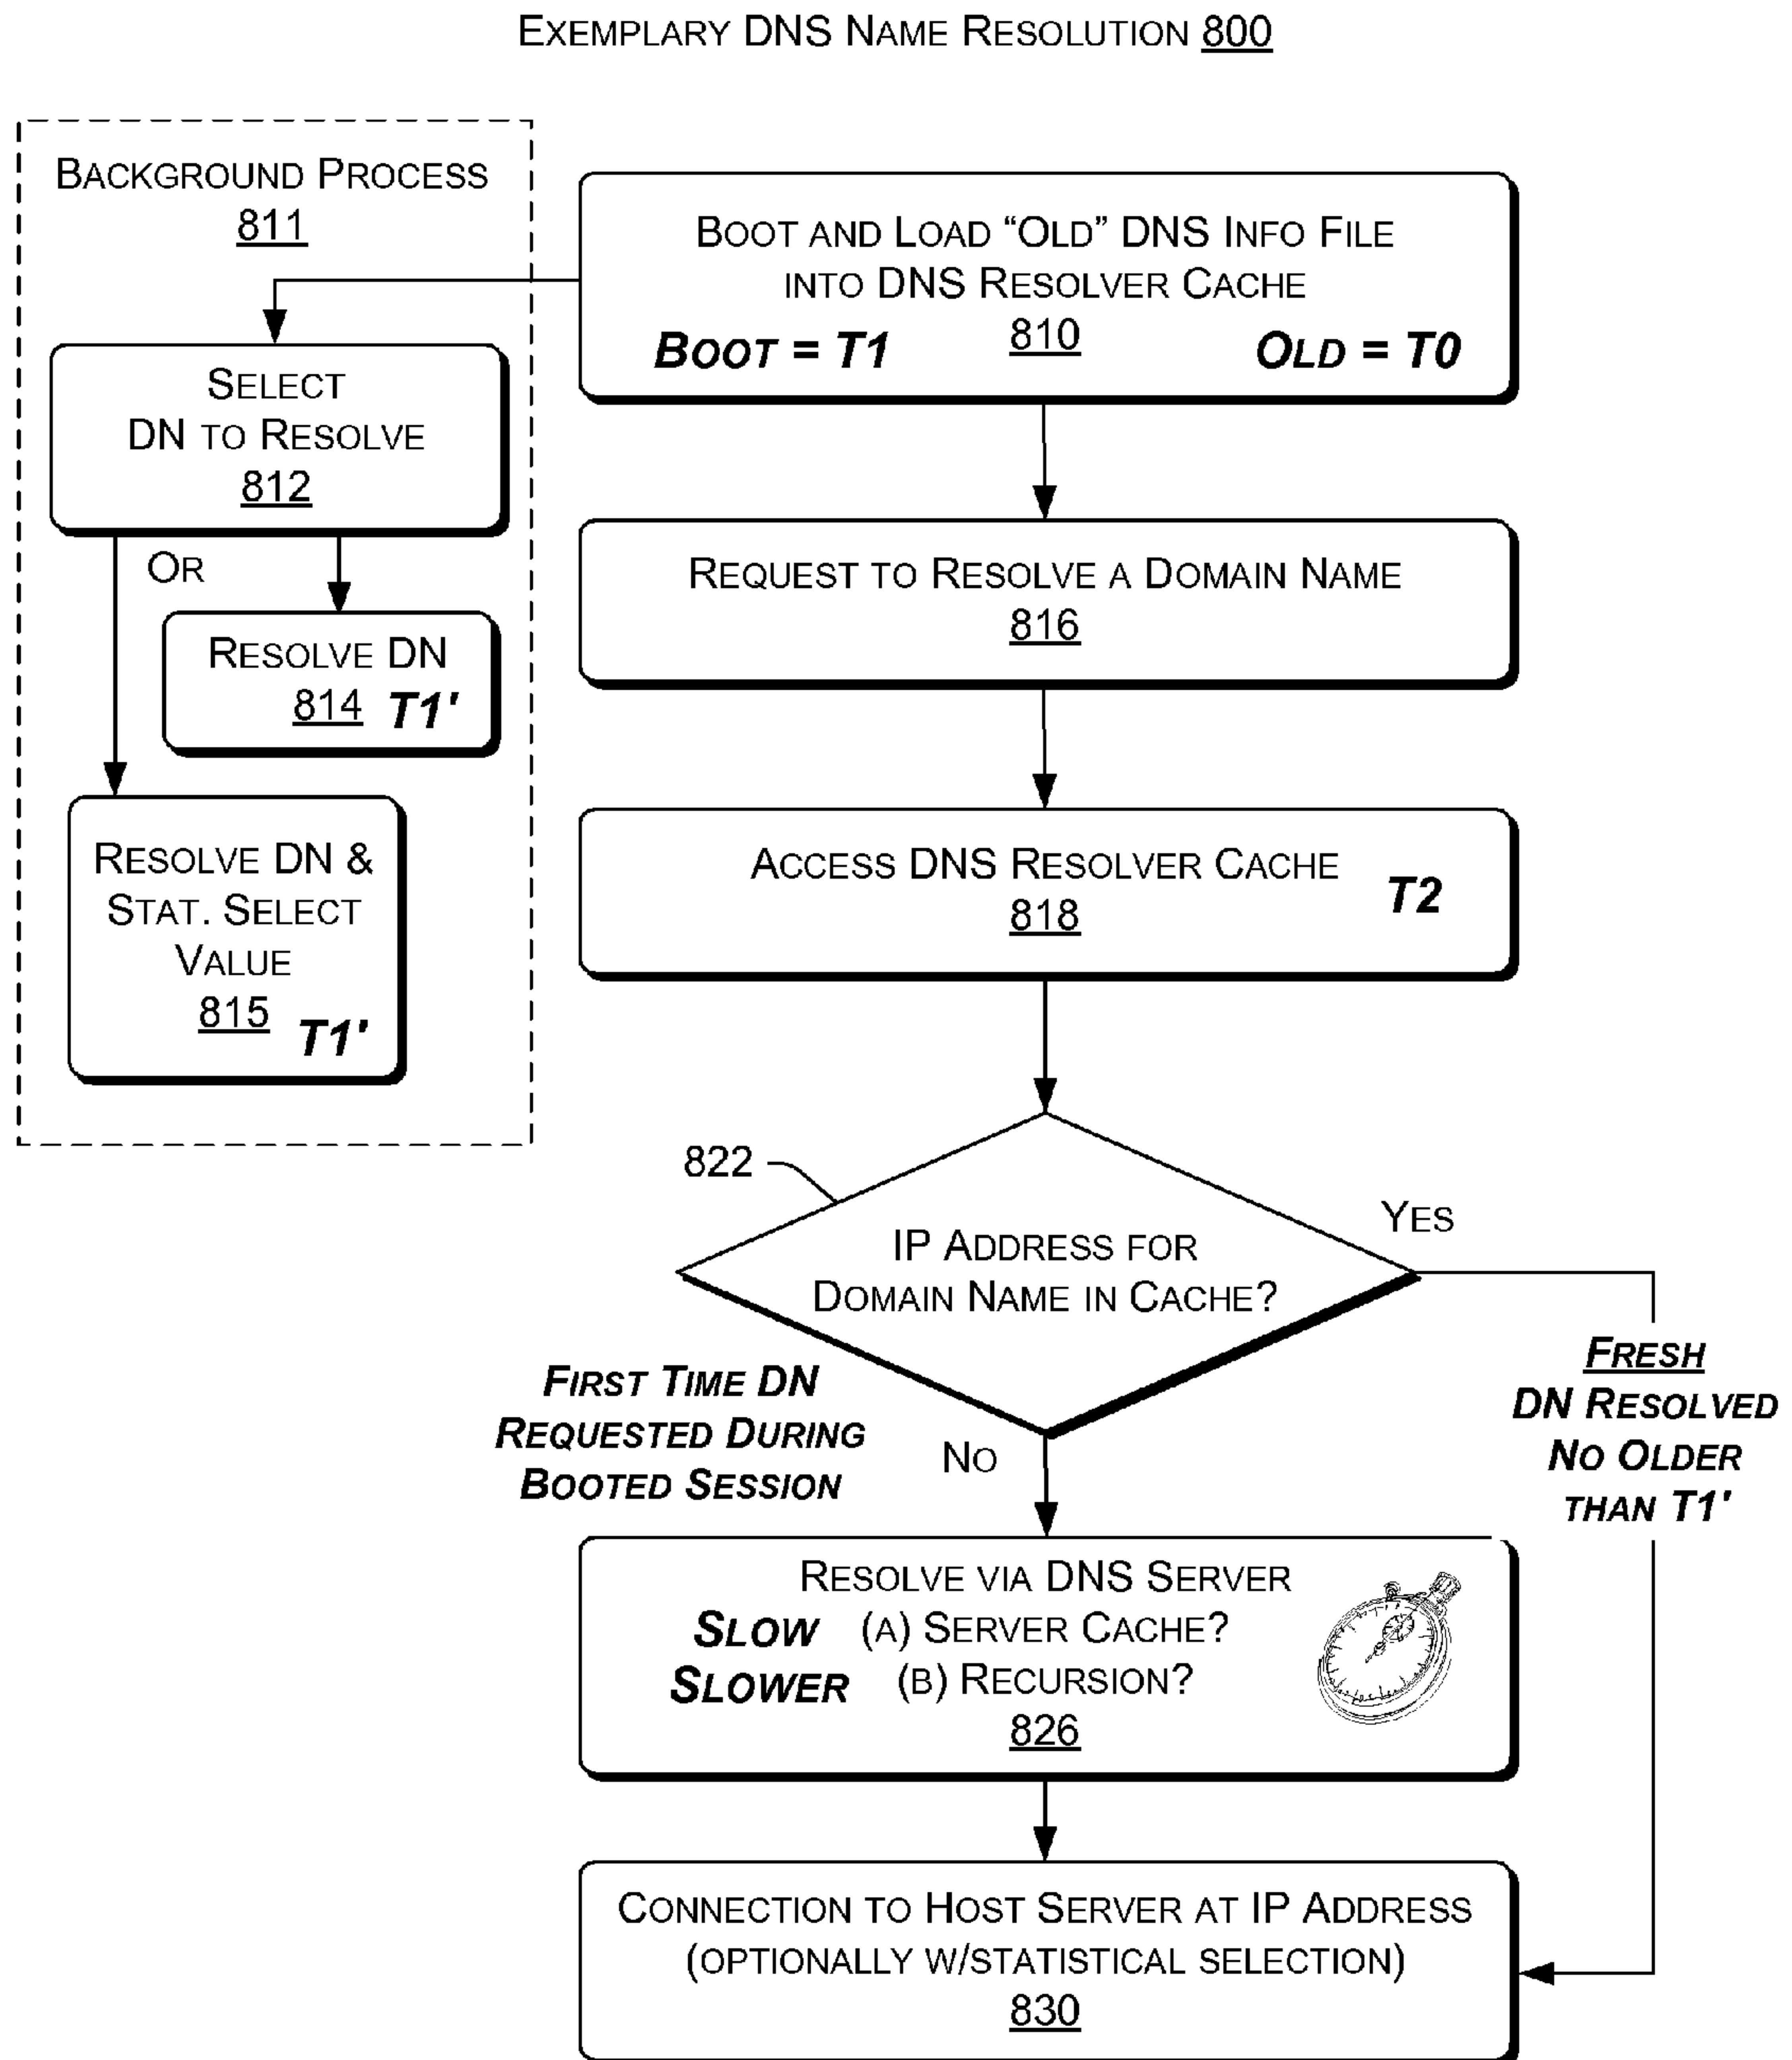 EXEMPLARY DNS NAME RESOLUTION 800
BACKGROUND PROCESS
811
BOOT AND LOAD “OLD” DNS INFO FILE
INTO DNS RESOLVER CACHE
810
BOOT = T1
OLD = T0
SELECT
DN TO RESOLVE
812
OR
RESOLVE DN
814 T1'
RESOLVE DN &
STAT. SELECT
VALUE
815 T1'
REQUEST TO RESOLVE A DOMAIN NAME
816
ACCESS DNS RESOLVER CACHE
818
T2
822
IP ADDRESS FOR
DOMAIN NAME IN CACHE?
YES
FRESH
DN RESOLVED
NO OLDER
THAN T1'
FIRST TIME DN
REQUESTED DURING
BOOTED SESSION
NO
RESOLVE VIA DNS SERVER
SLOW (A) SERVER CACHE?
SLOWER (B) RECURSION?
826
CONNECTION TO HOST SERVER AT IP ADDRESS
(OPTIONALLY W/STATISTICAL SELECTION)
830